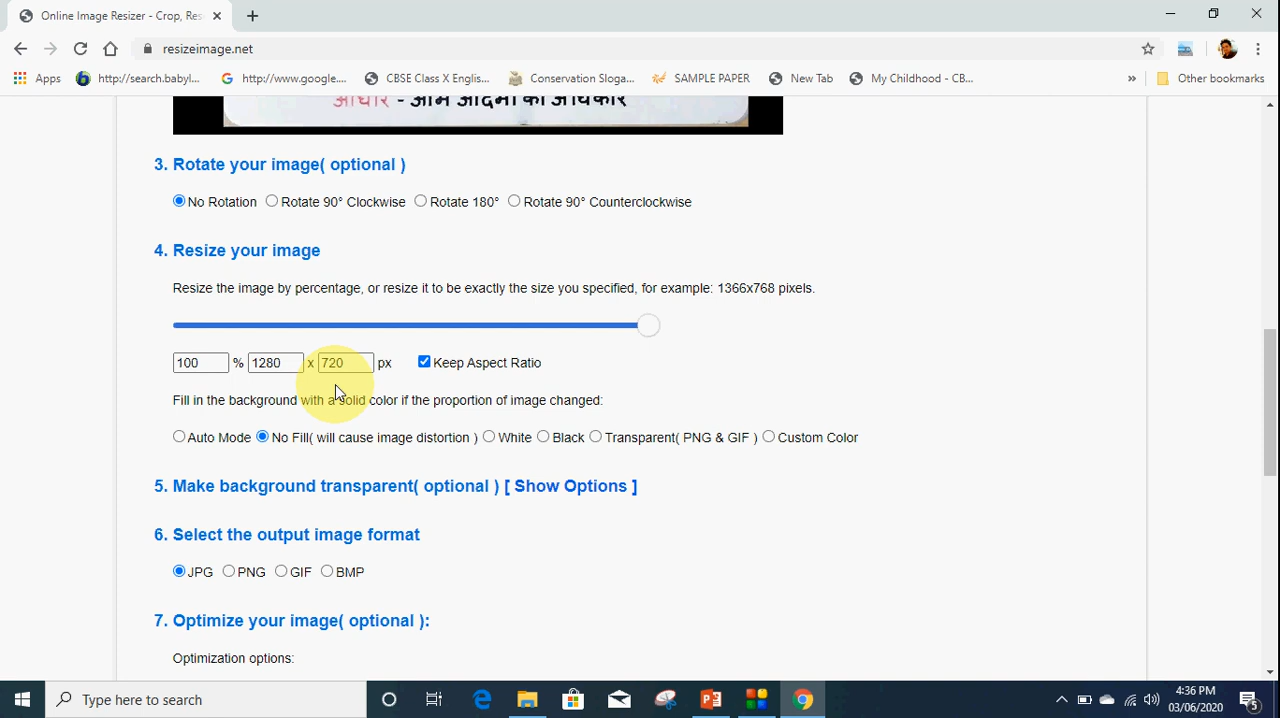 Online Image Resizer - Crop, Res
resizeimage.net
Apps http://search.babyl... http://www.google.... CBSE Class X Englis... Conservation Sloga... SAMPLE PAPER New Tab My Childhood - CB... » Other bookmarks
आधार - आम आदमी का अधिकार
3. Rotate your image( optional )
No Rotation Rotate 90° Clockwise Rotate 180° Rotate 90° Counterclockwise
4. Resize your image
Resize the image by percentage, or resize it to be exactly the size you specified, for example: 1366x768 pixels.
100 % 1280 x 720 px Keep Aspect Ratio
Fill in the background with a solid color if the proportion of image changed:
Auto Mode No Fill( will cause image distortion ) White Black Transparent( PNG & GIF ) Custom Color
5. Make background transparent( optional ) [ Show Options ]
6. Select the output image format
JPG PNG GIF BMP
7. Optimize your image( optional ):
Optimization options:
Type here to search
4:36 PM
03/06/2020
5